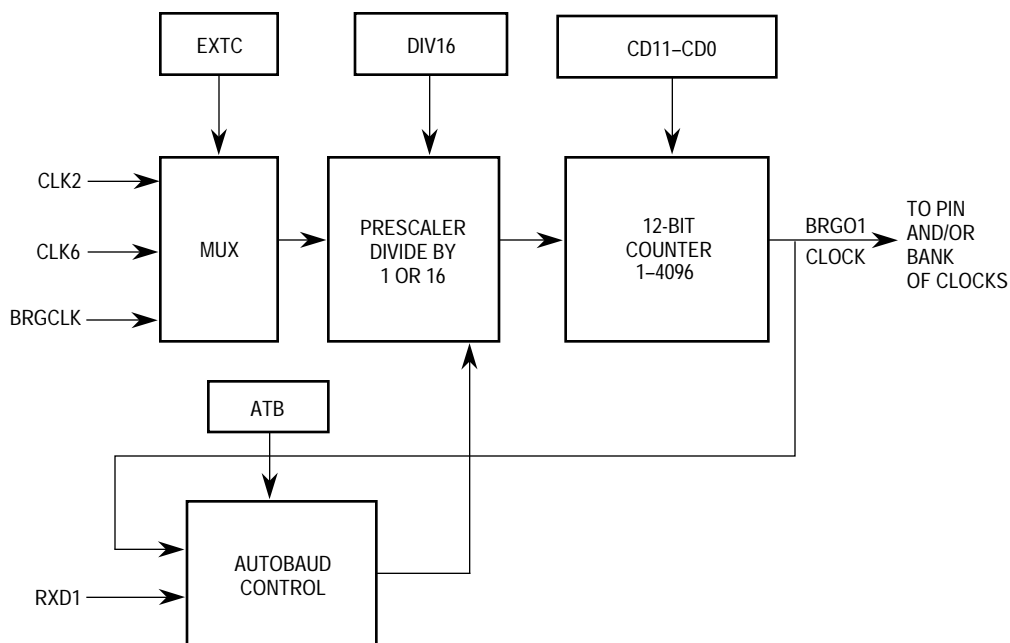 EXTC
DIV16
CD11–CD0
CLK2
CLK6
BRGCLK
MUX
PRESCALER
DIVIDE BY
1 OR 16
12-BIT
COUNTER
1–4096
BRGO1
CLOCK
TO PIN
AND/OR
BANK
OF CLOCKS
ATB
AUTOBAUD
CONTROL
RXD1